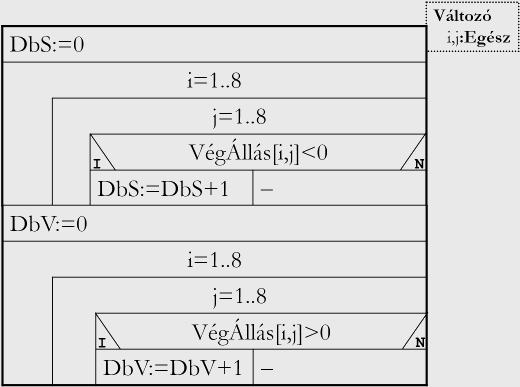 Változó
i,j:Egész
DbS:=0
i=1..8
j=1..8
VégÁllás[i,j]<0
I
N
DbS:=DbS+1
–
DbV:=0
i=1..8
j=1..8
VégÁllás[i,j]>0
I
N
DbV:=DbV+1
–